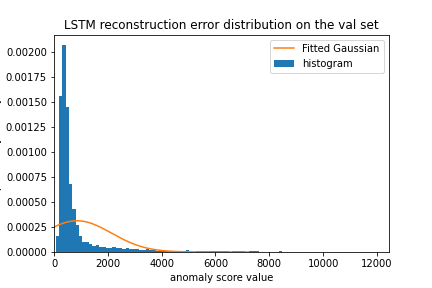 LSTM reconstruction error distribution on the val set
Fitted Gaussian
histogram
0.00200
0.00175
0.00150
0.00125
0.00100
0.00075
0.00050
0.00025
0.00000
0 2000 4000 6000 8000 10000 12000
anomaly score value